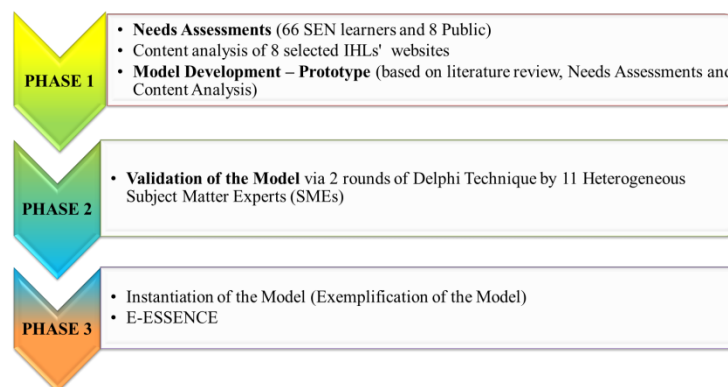 PHASE 1
• Needs Assessments (66 SEN learners and 8 Public)
• Content analysis of 8 selected IHLs' websites
• Model Development – Prototype (based on literature review, Needs Assessments and
Content Analysis)
PHASE 2
• Validation of the Model via 2 rounds of Delphi Technique by 11 Heterogeneous
Subject Matter Experts (SMEs)
PHASE 3
• Instantiation of the Model (Exemplification of the Model)
• E-ESSENCE